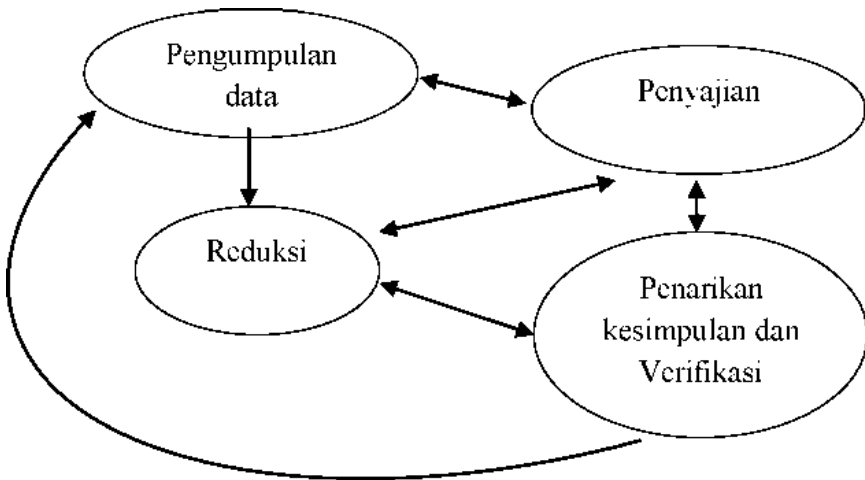 Pengumpulan
data
Penyajian
Reduksi
Penarikan
kesimpulan dan
Verifikasi